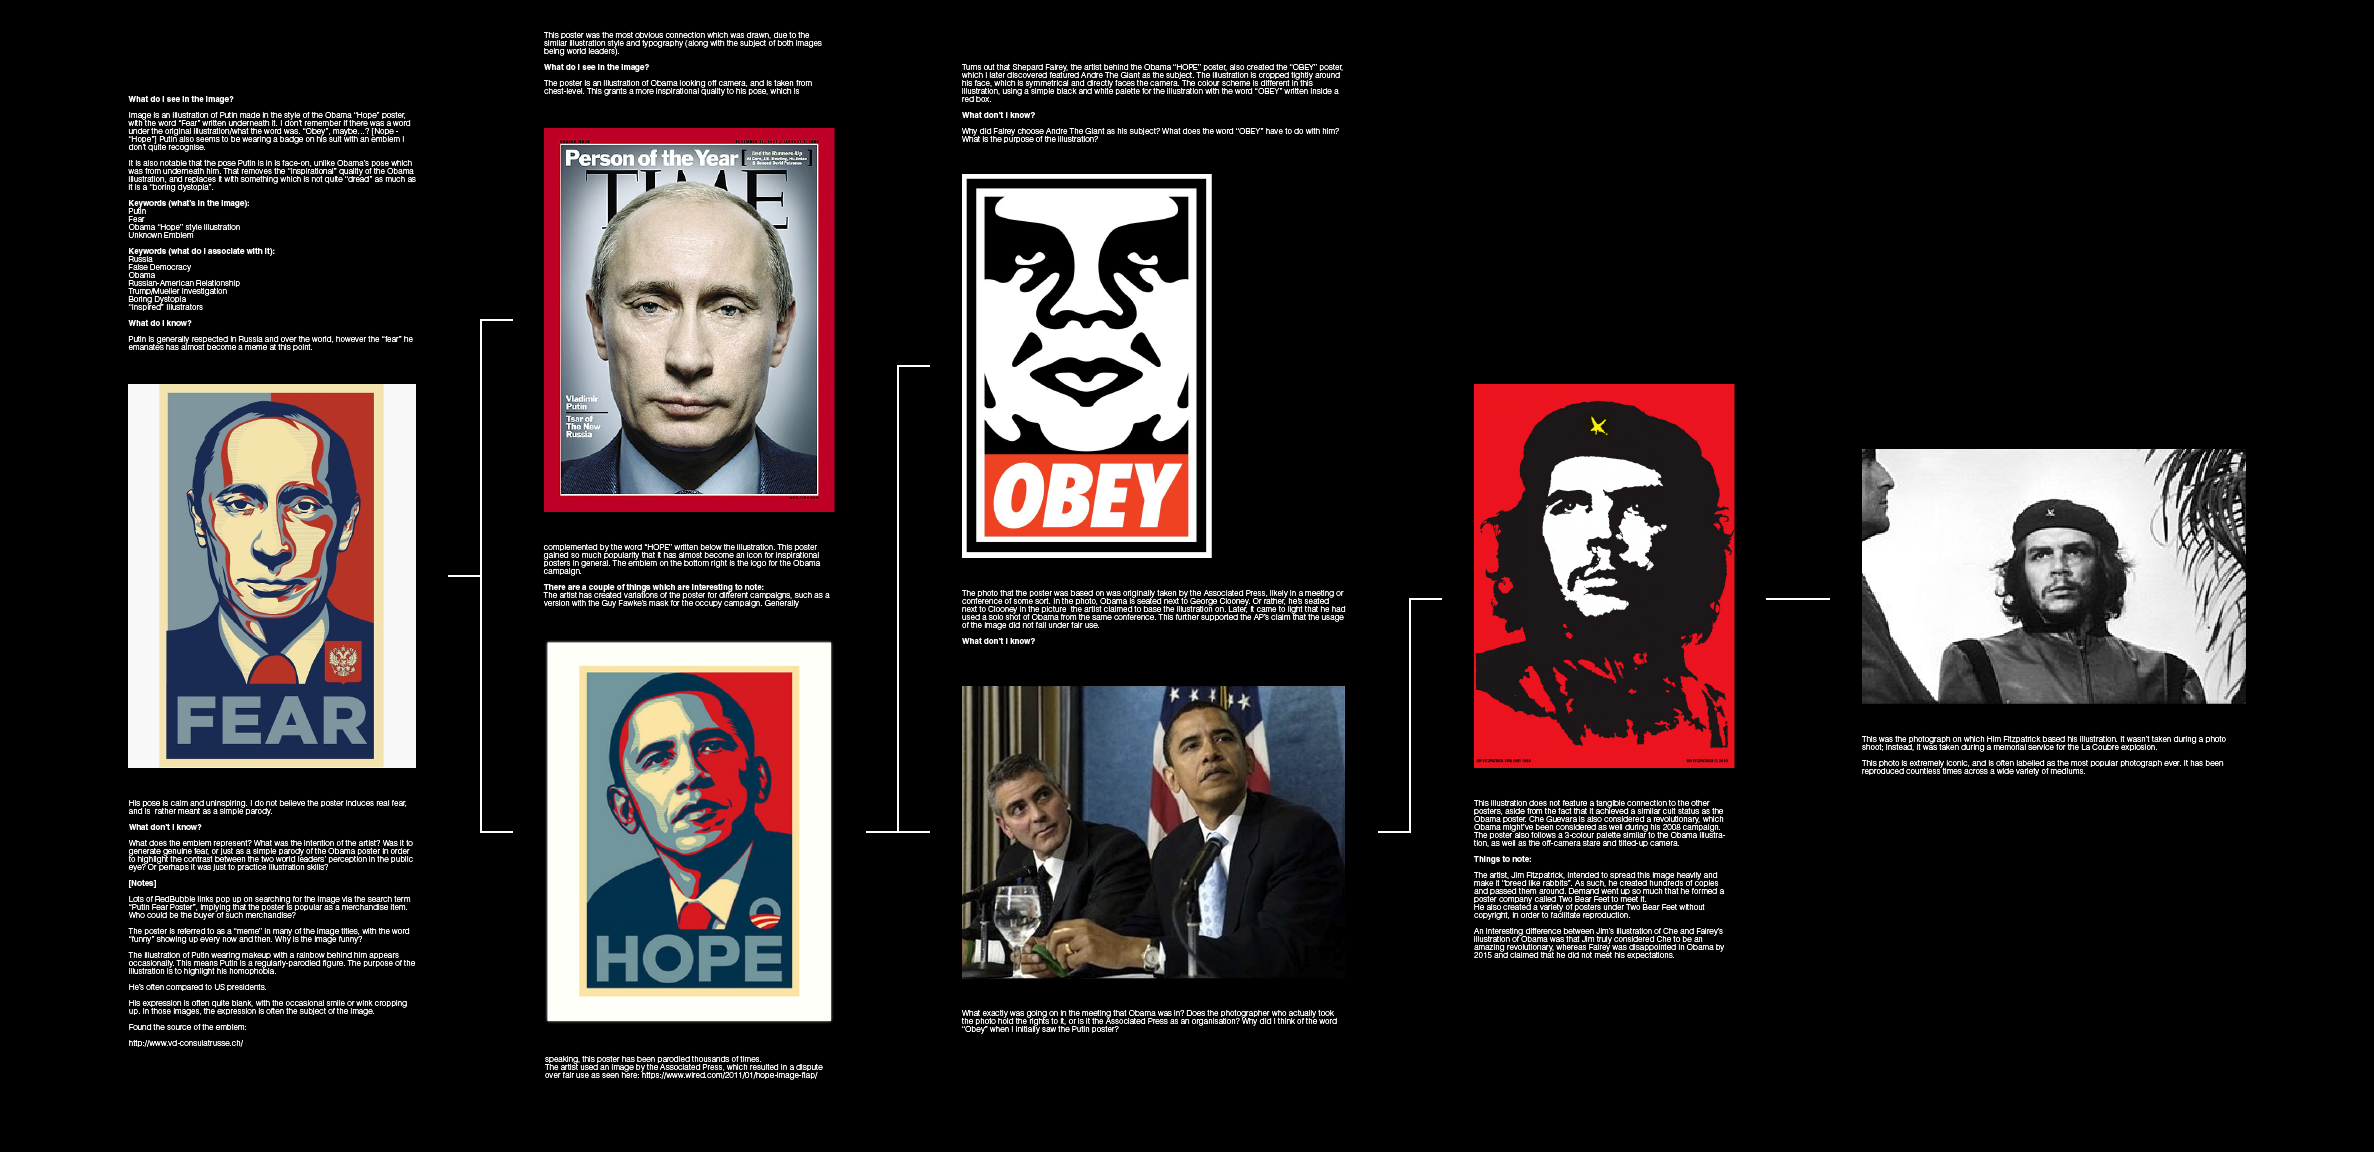 What do I see in the image?
Image is an illustration of Putin made in the style of the Obama “Hope” poster,
with the word “Fear” written underneath it. I don’t remember if there was a word
under the original illustration/what the word was. “Obey”, maybe...? [Nope -
“Hope”] Putin also seems to be wearing a badge on his suit with an emblem I
don’t quite recognise.
It is also notable that the pose Putin is in is face-on, unlike Obama’s pose which
was from underneath him. That removes the “inspirational” quality of the Obama
illustration, and replaces it with something which is not quite “dread” as much as
it is a “boring dystopia”.
Keywords (what’s in the image):
Putin
Fear
Obama “Hope” style illustration
Unknown Emblem
Keywords (what do I associate with it):
Russia
False Democracy
Obama
Russian-American Relationship
Trump/Mueller Investigation
Boring Dystopia
“Inspired” illustrators
What do I know?
Putin is generally respected in Russia and over the world, however the “fear” he
emanates has almost become a meme at this point.
FEAR
His pose is calm and uninspiring. I do not believe the poster induces real fear,
and is rather meant as a simple parody.
What don’t I know?
What does the emblem represent? What was the intention of the artist? Was it to
generate genuine fear, or just as a simple parody of the Obama poster in order
to highlight the contrast between the two world leaders’ perception in the public
eye? Or perhaps it was just to practice illustration skills?
[Notes]
Lots of RedBubble links pop up on searching for the image via the search term
“Putin Fear Poster”, implying that the poster is popular as a merchandise item.
Who could be the buyer of such merchandise?
The poster is referred to as a “meme” in many of the image titles, with the word
“funny” showing up every now and then. Why is the image funny?
The illustration of Putin wearing makeup with a rainbow behind him appears
occasionally. This means Putin is a regularly-parodied figure. The purpose of the
illustration is to highlight his homophobia.
He’s often compared to US presidents.
His expression is often quite blank, with the occasional smile or wink cropping
up. In those images, the expression is often the subject of the image.
Found the source of the emblem:
http://www.vd-consulatrusse.ch/
This poster was the most obvious connection which was drawn, due to the
similar illustration style and typography (along with the subject of both images
being world leaders).
What do I see in the image?
The poster is an illustration of Obama looking off camera, and is taken from
chest-level. This grants a more inspirational quality to his pose, which is
Person of the Year
And the Runners-Up
Al Gore, J.K. Rowling, Hu Jintao
& General David Petraeus
TIME
Vladimir
Putin
Tsar of
The New
Russia
complemented by the word “HOPE” written below the illustration. This poster
gained so much popularity that it has almost become an icon for inspirational
posters in general. The emblem on the bottom right is the logo for the Obama
campaign.
There are a couple of things which are interesting to note:
The artist has created variations of the poster for different campaigns, such as a
version with the Guy Fawke’s mask for the occupy campaign. Generally
HOPE
speaking, this poster has been parodied thousands of times.
The artist used an image by the Associated Press, which resulted in a dispute
over fair use as seen here: https://www.wired.com/2011/01/hope-image-flap/
Turns out that Shepard Fairey, the artist behind the Obama “HOPE” poster, also created the “OBEY” poster,
which I later discovered featured Andre The Giant as the subject. The illustration is cropped tightly around
his face, which is symmetrical and directly faces the camera. The colour scheme is different in this
illustration, using a simple black and white palette for the illustration with the word “OBEY” written inside a
red box.
What don’t I know?
Why did Fairey choose Andre The Giant as his subject? What does the word “OBEY” have to do with him?
What is the purpose of the illustration?
OBEY
The photo that the poster was based on was originally taken by the Associated Press, likely in a meeting or
conference of some sort. In the photo, Obama is seated next to George Clooney. Or rather, he’s seated
next to Clooney in the picture the artist claimed to base the illustration on. Later, it came to light that he had
used a solo shot of Obama from the same conference. This further supported the AP’s claim that the usage
of the image did not fall under fair use.
What don’t I know?
What exactly was going on in the meeting that Obama was in? Does the photographer who actually took
the photo hold the rights to it, or is it the Associated Press as an organisation? Why did I think of the word
“Obey” when I initially saw the Putin poster?
This illustration does not feature a tangible connection to the other
posters, aside from the fact that it achieved a similar cult status as the
Obama poster. Che Guevara is also considered a revolutionary, which
Obama might’ve been considered as well during his 2008 campaign.
The poster also follows a 3-colour palette similar to the Obama illustra-
tion, as well as the off-camera stare and tilted-up camera.
Things to note:
The artist, Jim Fitzpatrick, intended to spread this image heavily and
make it “breed like rabbits”. As such, he created hundreds of copies
and passed them around. Demand went up so much that he formed a
poster company called Two Bear Feet to meet it.
He also created a variety of posters under Two Bear Feet without
copyright, in order to facilitate reproduction.
An interesting difference between Jim’s illustration of Che and Fairey’s
illustration of Obama was that Jim truly considered Che to be an
amazing revolutionary, whereas Fairey was disappointed in Obama by
2015 and claimed that he did not meet his expectations.
This was the photograph on which Him Fitzpatrick based his illustration. It wasn’t taken during a photo
shoot; instead, it was taken during a memorial service for the La Coubre explosion.
This photo is extremely iconic, and is often labelled as the most popular photograph ever. It has been
reproduced countless times across a wide variety of mediums.